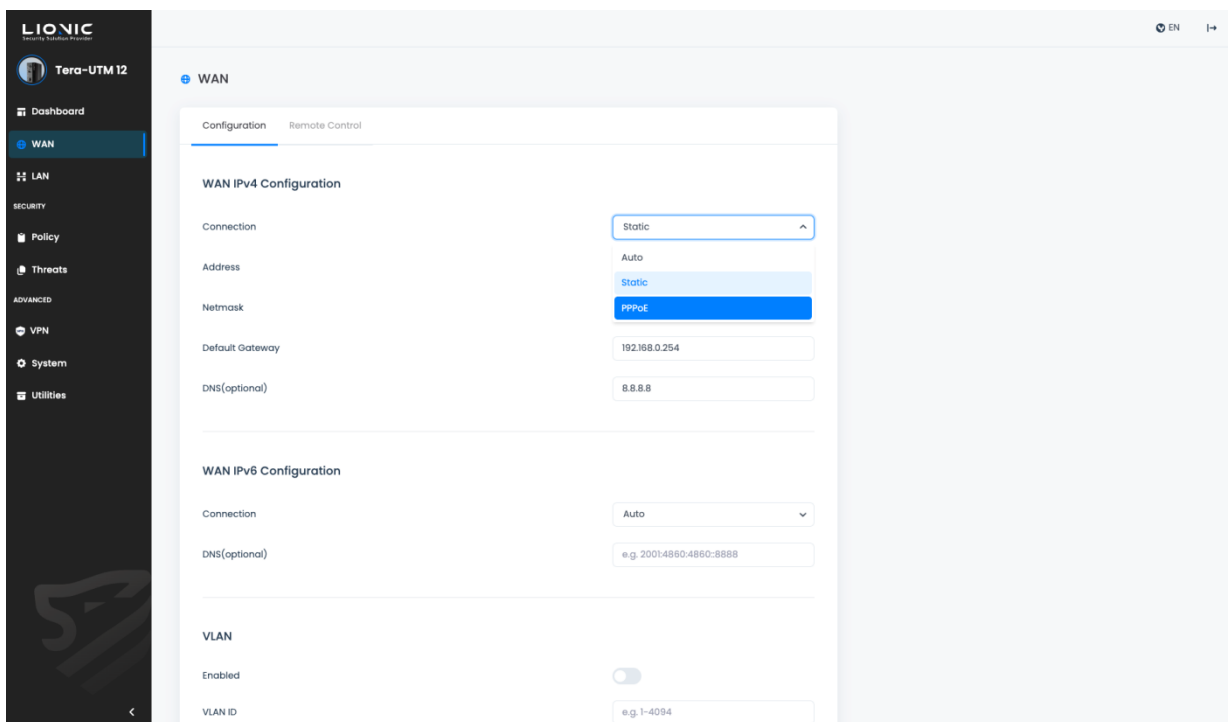 LIONIC
Security Solution Provider
Tera-UTM 12
Dashboard
WAN
LAN
SECURITY
Policy
Threats
ADVANCED
VPN
System
Utilities
EN
WAN
Configuration Remote Control
WAN IPv4 Configuration
Connection Static
Auto
Address
Static
Netmask PPPoE
Default Gateway 192.168.0.254
DNS(optional) 8.8.8.8
WAN IPv6 Configuration
Connection Auto
DNS(optional) e.g. 2001:4860:4860::8888
VLAN
Enabled
VLAN ID e.g. 1-4094